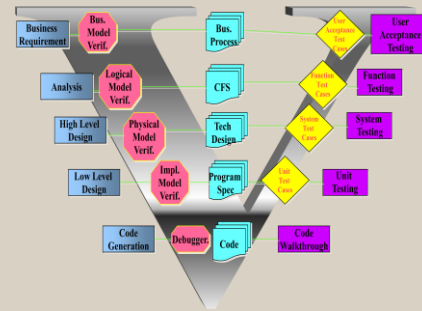 Business
Requirement
Bus.
Model
Verif.
Bus.
Process
User
Acceptance
Test
Cases
User
Acceptance
Testing
Analysis
Logical
Model
Verif.
CFS
Function
Test
Cases
Function
Testing
High Level
Design
Physical
Model
Verif.
Tech
Design
System
Test
Cases
System
Testing
Low Level
Design
Impl.
Model
Verif.
Program
Spec
Unit
Test
Cases
Unit
Testing
Code
Generation
Debugger.
Code
Code
Walkthrough